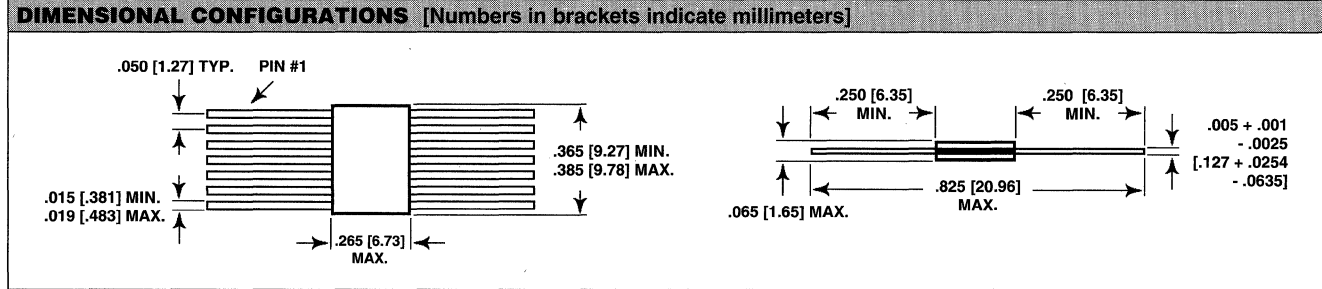 DIMENSIONAL CONFIGURATIONS [Numbers in brackets indicate millimeters]
.050 [1.27] TYP. PIN #1
.365 [9.27] MIN.
.385 [9.78] MAX.
.015 [.381] MIN.
.019 [.483] MAX.
.265 [6.73]
MAX.
.250 [6.35]
MIN.
.250 [6.35]
MIN.
.005 + .001
- .0025
[.127 + .0254
- .0635]
.825 [20.96]
MAX.
.065 [1.65] MAX.